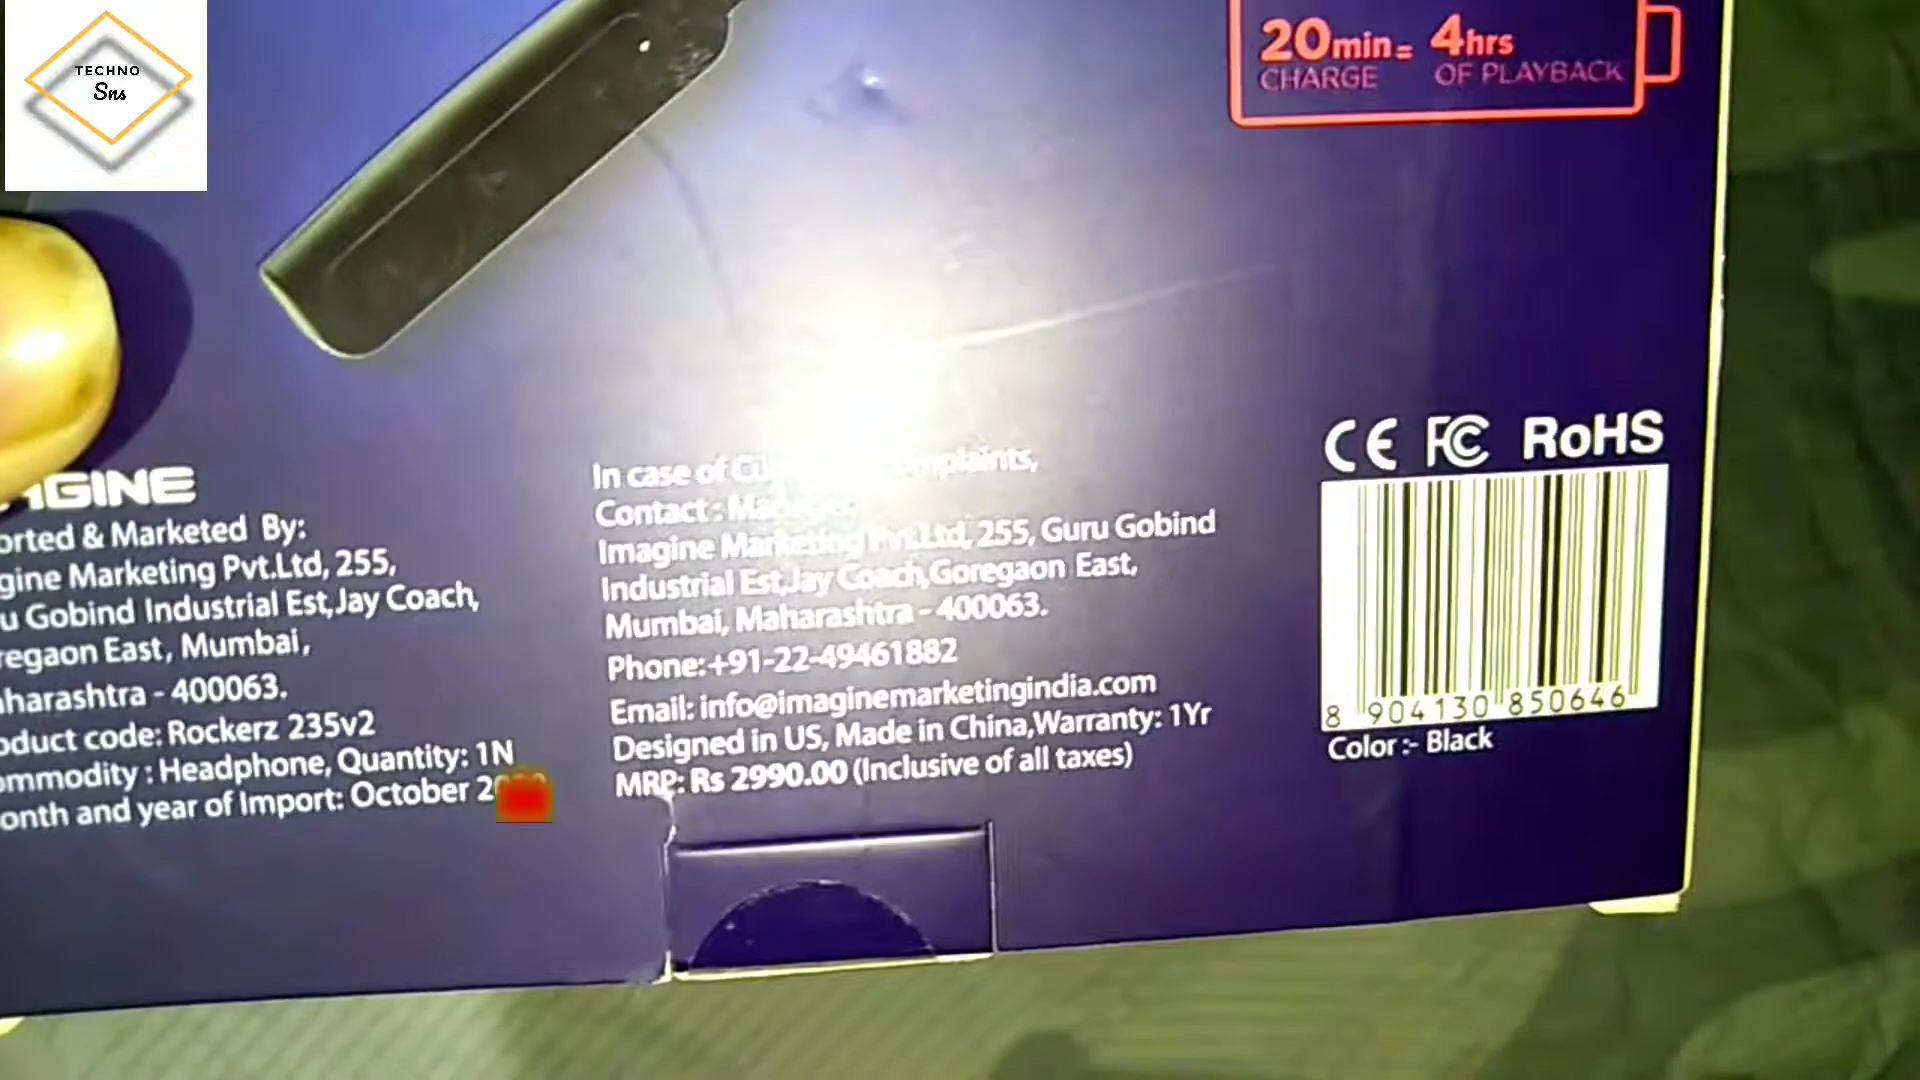 TECHNO
Sns
20min = 4hrs
CHARGE OF PLAYBACK
AGINE
orted & Marketed By:
gine Marketing Pvt.Ltd, 255,
u Gobind Industrial Est,Jay Coach,
regaon East, Mumbai,
aharashtra - 400063.
oduct code: Rockerz 235v2
ommodity : Headphone, Quantity: 1N
onth and year of Import: October 2
In case of complaints,
Contact :
Imagine Marketing Pvt.Ltd, 255, Guru Gobind
Industrial Est,Jay Coach,Goregaon East,
Mumbai, Maharashtra - 400063.
Phone:+91-22-49461882
Email: info@imaginemarketingindia.com
Designed in US, Made in China,Warranty: 1Yr
MRP: Rs 2990.00 (Inclusive of all taxes)
CE FC RoHS
8 904130 850646
Color :- Black